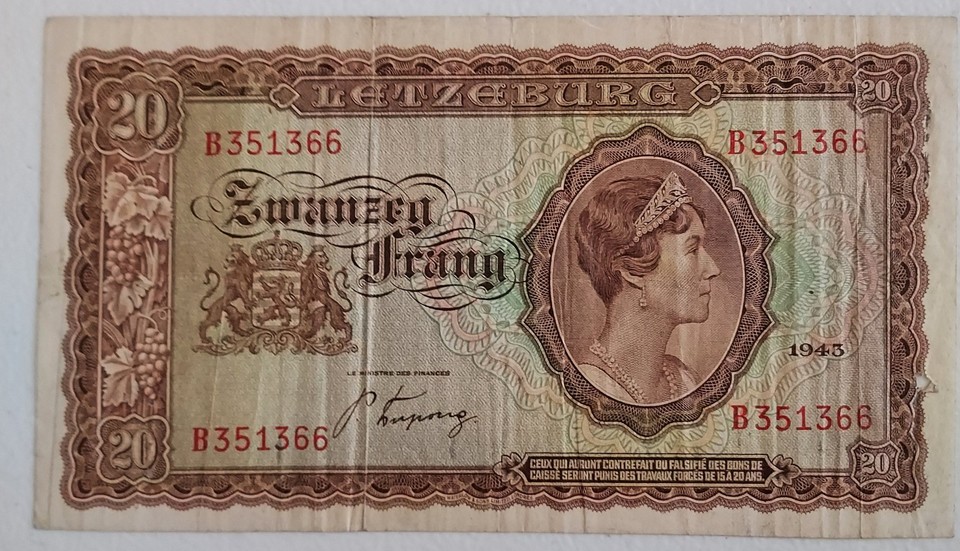 LETZEBURG
20
20
B351366
B351366
Zwanzeg
Frang
1943
LE MINISTRE DES FINANCES
P. Dupong.
B351366
B351366
20
20
CEUX QUI AURONT CONTREFAIT OU FALSIFIÉ DES BONS DE
CAISSE SERONT PUNIS DES TRAVAUX FORCÉS DE 15 A 20 ANS.